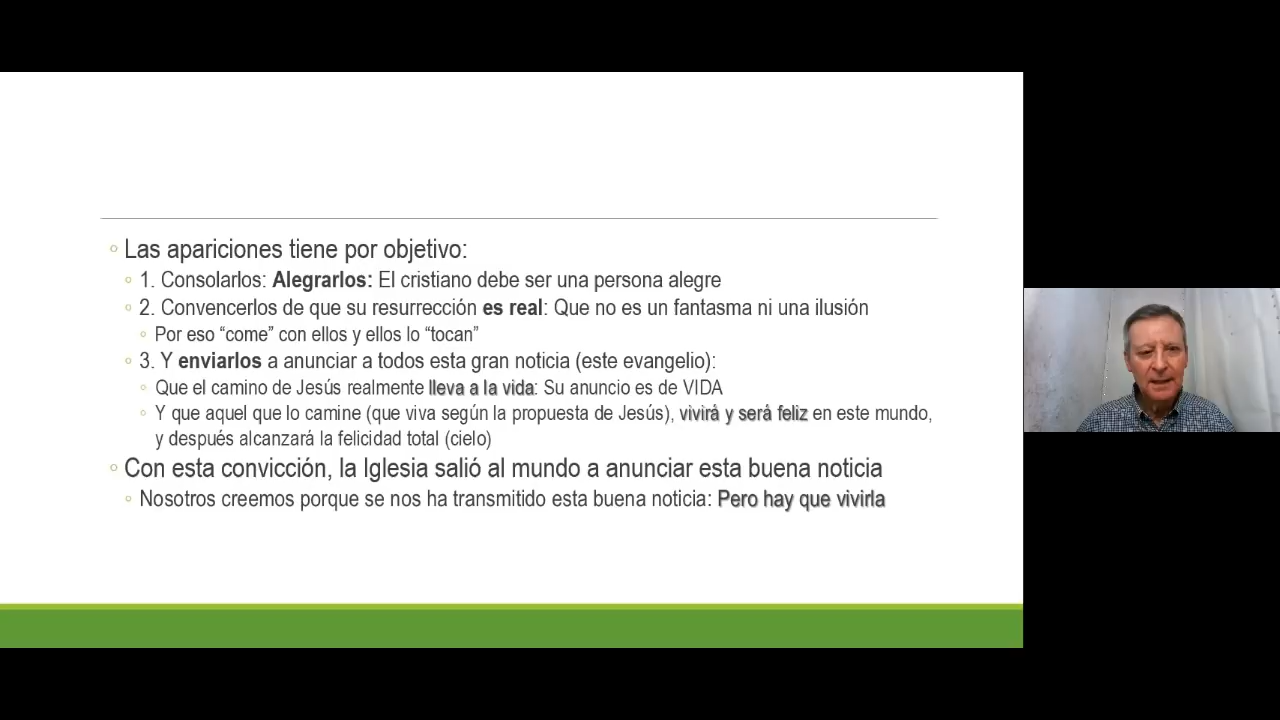 Las apariciones tiene por objetivo:
1. Consolarlos: Alegrarlos: El cristiano debe ser una persona alegre
2. Convencerlos de que su resurrección es real: Que no es un fantasma ni una ilusión
Por eso “come” con ellos y ellos lo “tocan”
3. Y enviarlos a anunciar a todos esta gran noticia (este evangelio):
Que el camino de Jesús realmente lleva a la vida: Su anuncio es de VIDA
Y que aquel que lo camine (que viva según la propuesta de Jesús), vivirá y será feliz en este mundo,
y después alcanzará la felicidad total (cielo)
Con esta convicción, la Iglesia salió al mundo a anunciar esta buena noticia
Nosotros creemos porque se nos ha transmitido esta buena noticia: Pero hay que vivirla